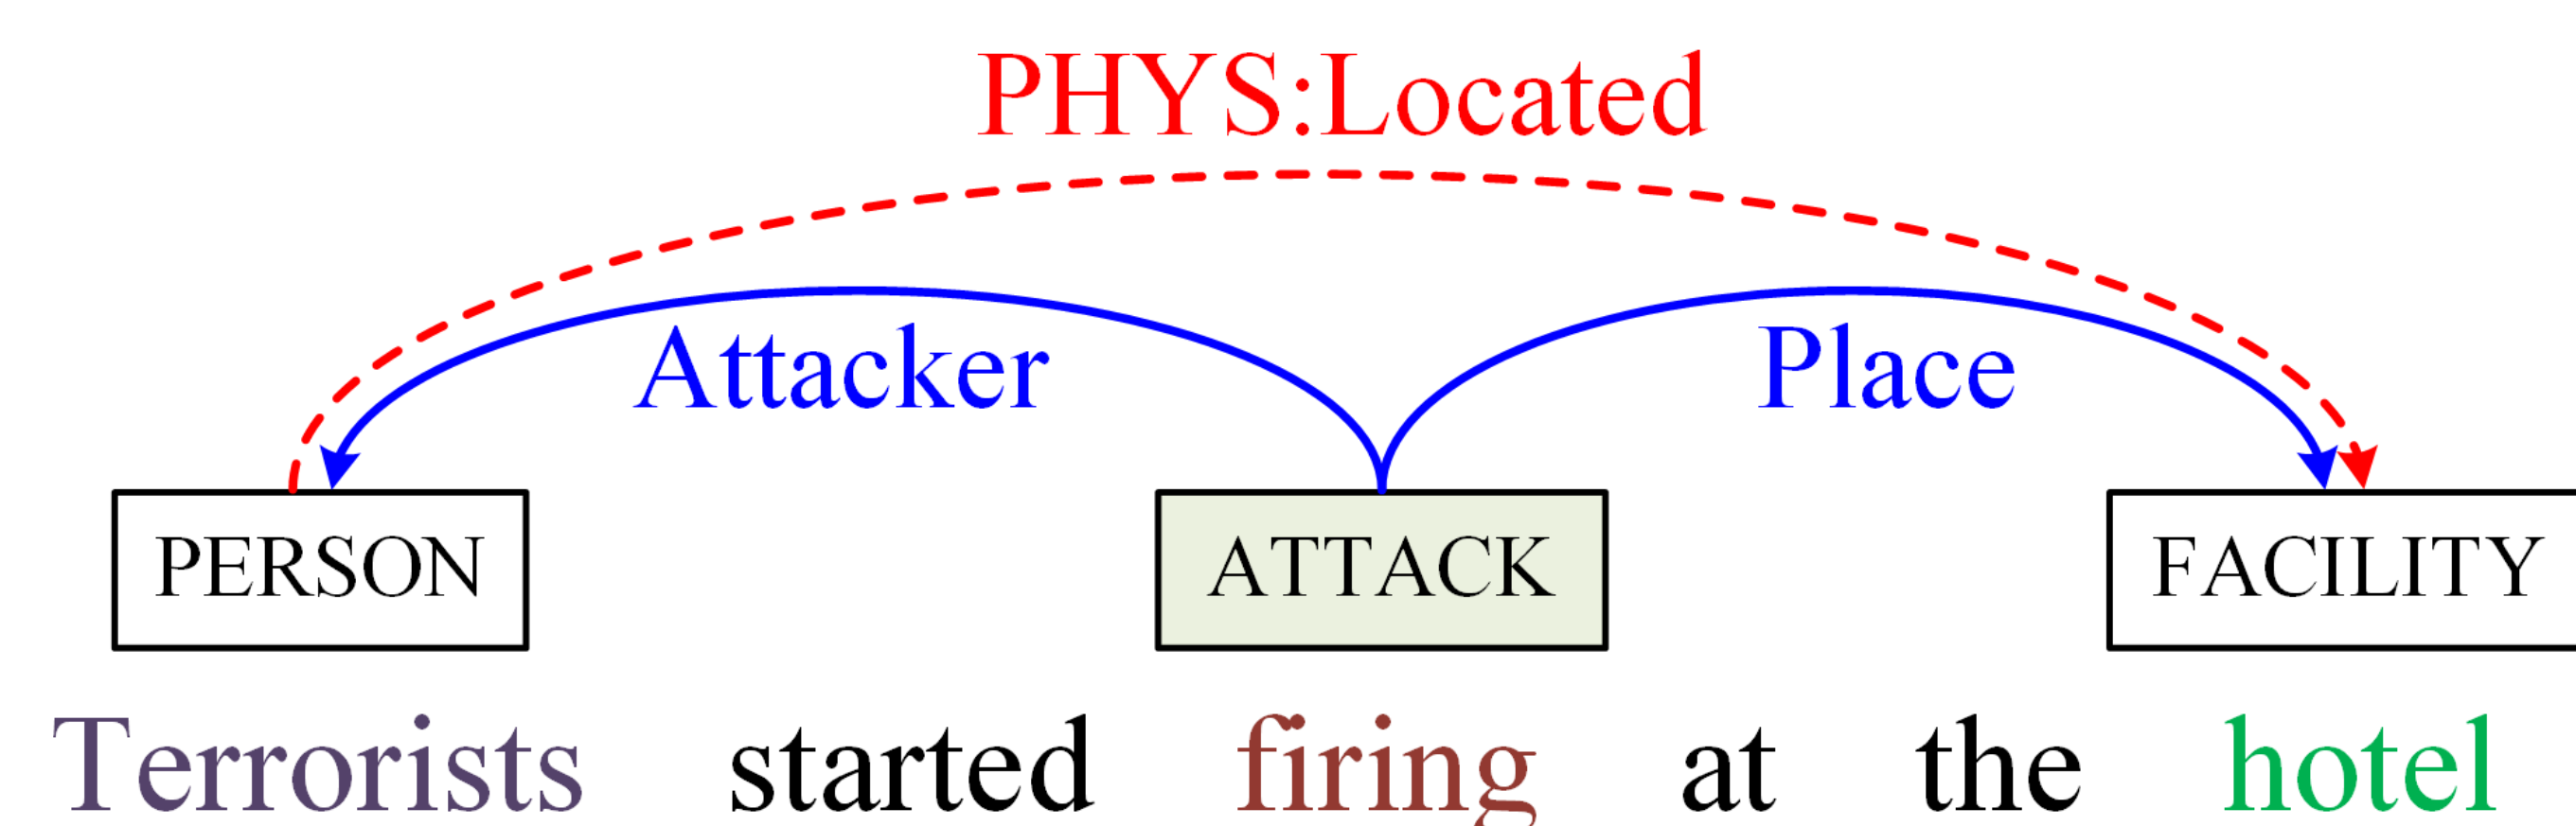 PHYS:Located
Attacker Place
PERSON ATTACK FACILITY
Terrorists started firing at the hotel